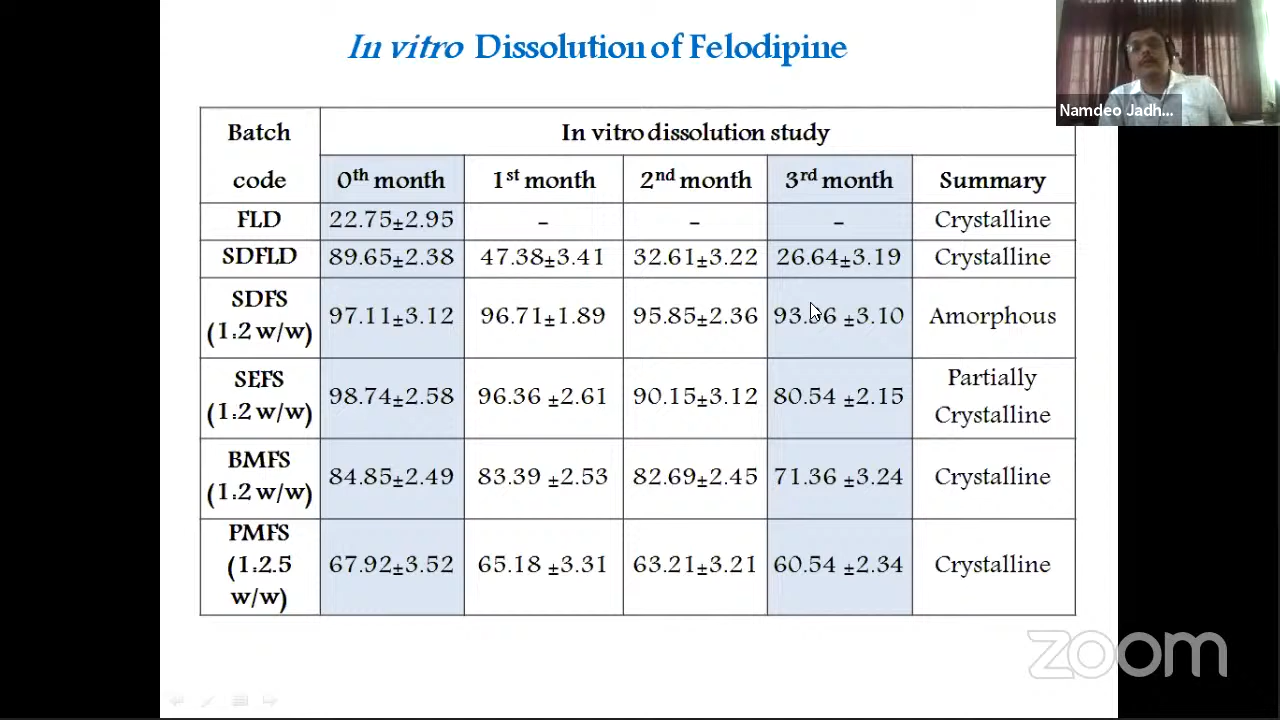 In vitro Dissolution of Felodipine
Namdeo Jadh...
Batch code
In vitro dissolution study
0th month 1st month 2nd month 3rd month Summary
FLD 22.75±2.95 - - - Crystalline
SDFLD 89.65±2.38 47.38±3.41 32.61±3.22 26.64±3.19 Crystalline
SDFS
(1:2 w/w) 97.11±3.12 96.71±1.89 95.85±2.36 ±3.10 Amorphous
SEFS
(1:2 w/w) 98.74±2.58 96.36 ±2.61 90.15±3.12 80.54 ±2.15 Partially
Crystalline
BMFS
(1:2 w/w) 84.85±2.49 83.39 ±2.53 82.69±2.45 71.36 ±3.24 Crystalline
PMFS
(1:2.5
w/w) 67.92±3.52 65.18 ±3.31 63.21±3.21 60.54 ±2.34 Crystalline
zoom